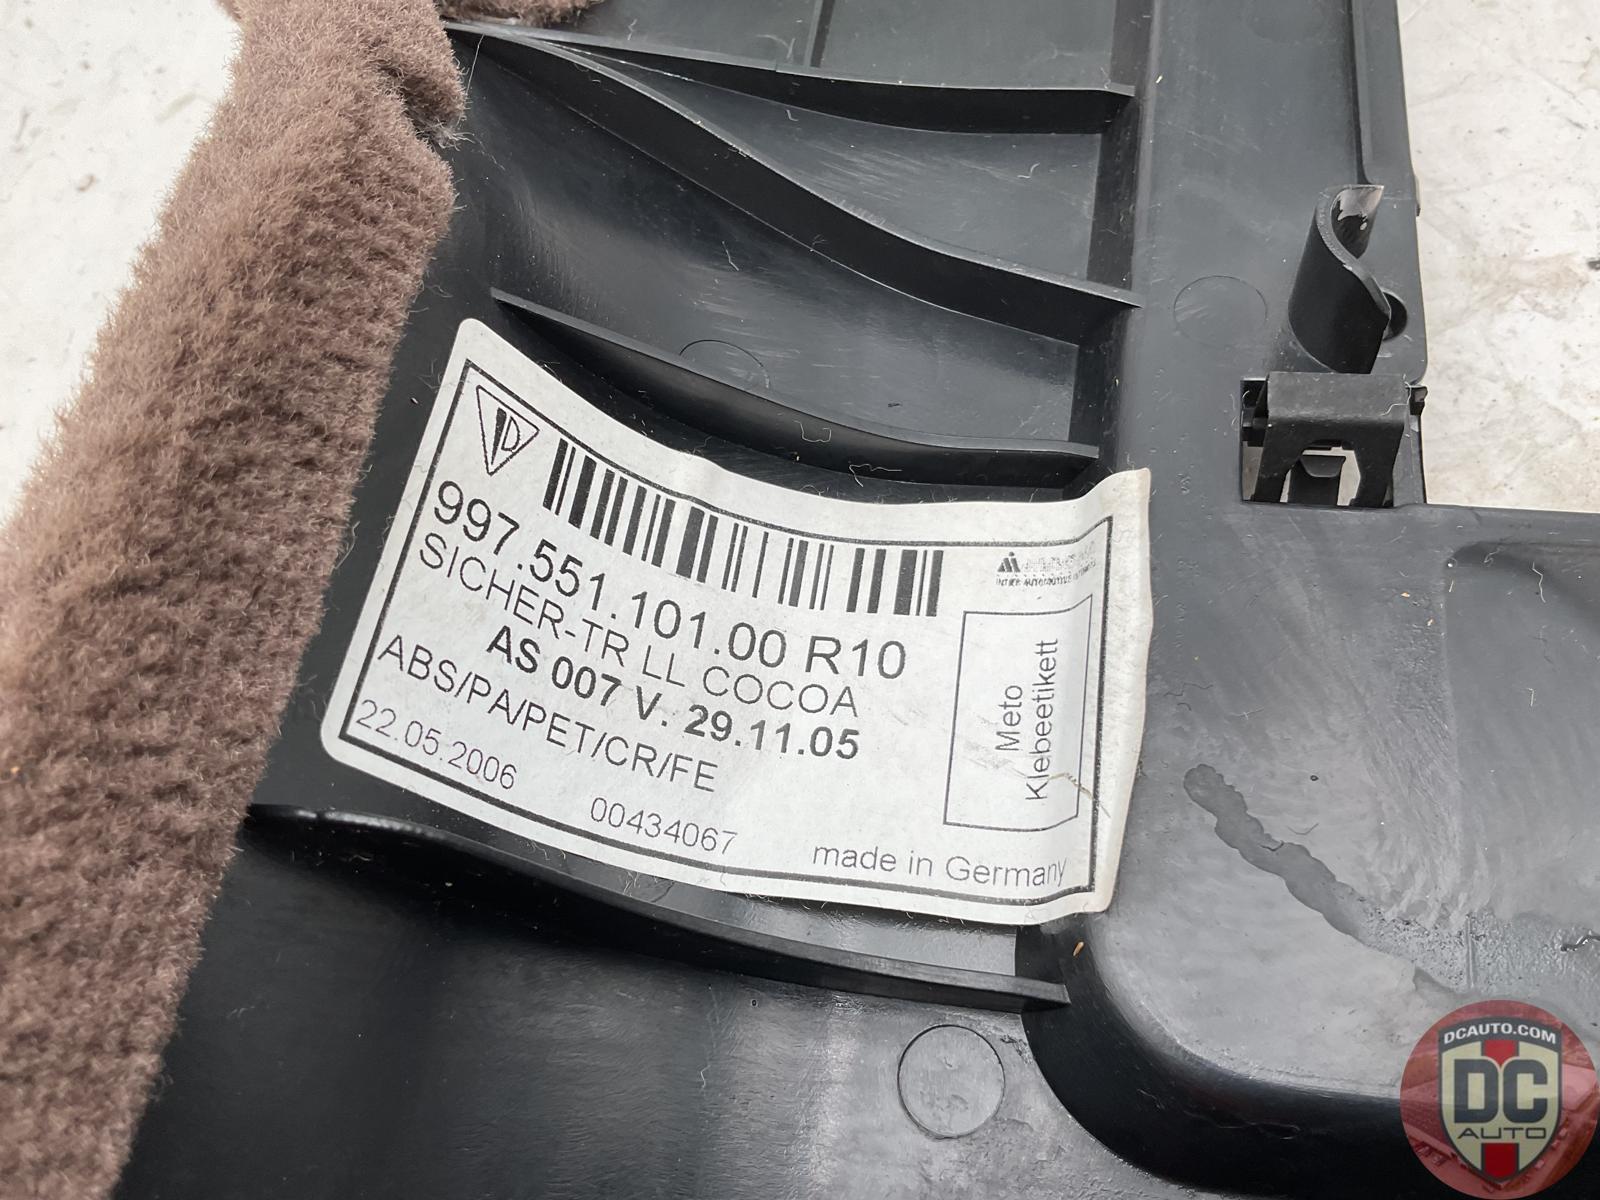 997.551.101.00 R10
SICHER-TR LL COCOA
AS 007 V. 29.11.05
ABS/PA/PET/CR/FE
22.05.2006
00434067
made in Germany
Meto
Klebeetikett
DCAUTO.COM
DC
AUTO